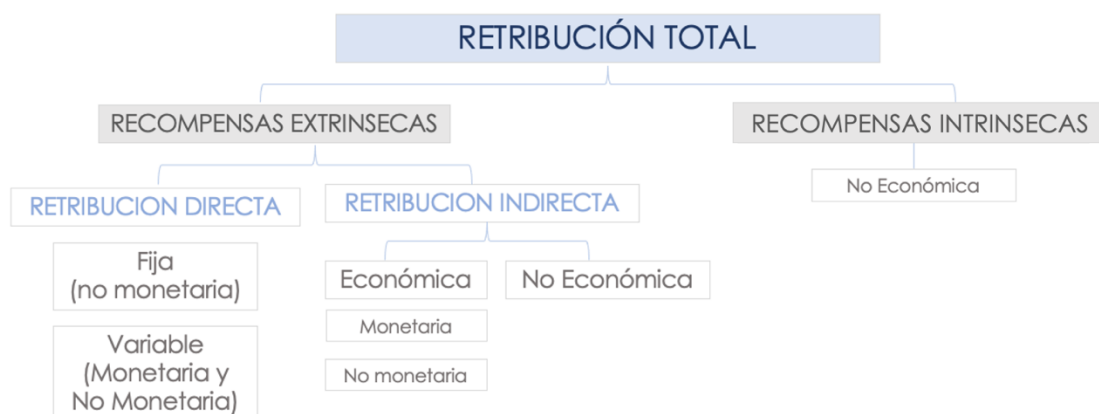 RETRIBUCIÓN TOTAL
RECOMPENSAS EXTRINSECAS
RECOMPENSAS INTRINSECAS
No Económica
RETRIBUCION DIRECTA
RETRIBUCION INDIRECTA
Fija
(no monetaria)
Económica
No Económica
Monetaria
Variable
(Monetaria y
No Monetaria)
No monetaria